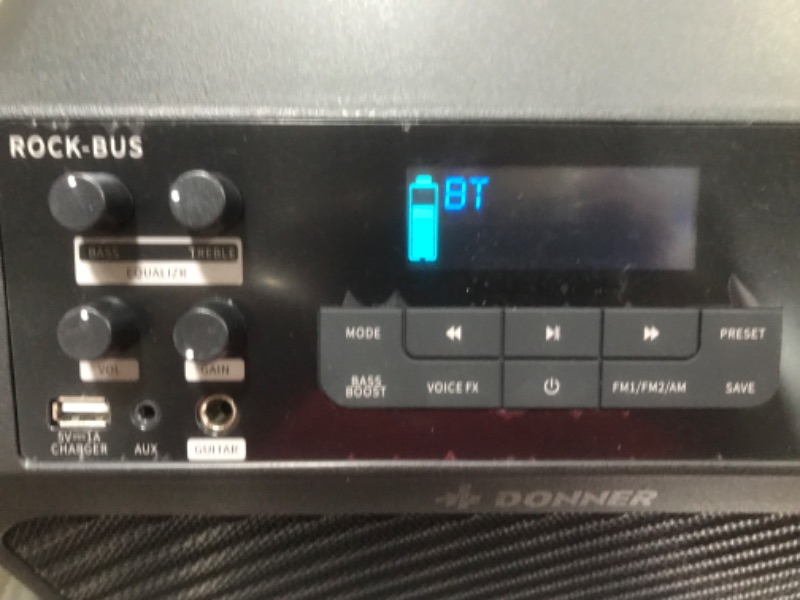 ROCK-BUS
BT
BASS TREBLE
EQUALIZR
VOL GAIN
MODE PRESET
BASS BOOST VOICE FX FM1/FM2/AM SAVE
5V⎓1A
CHARGER AUX GUITAR
DONNER